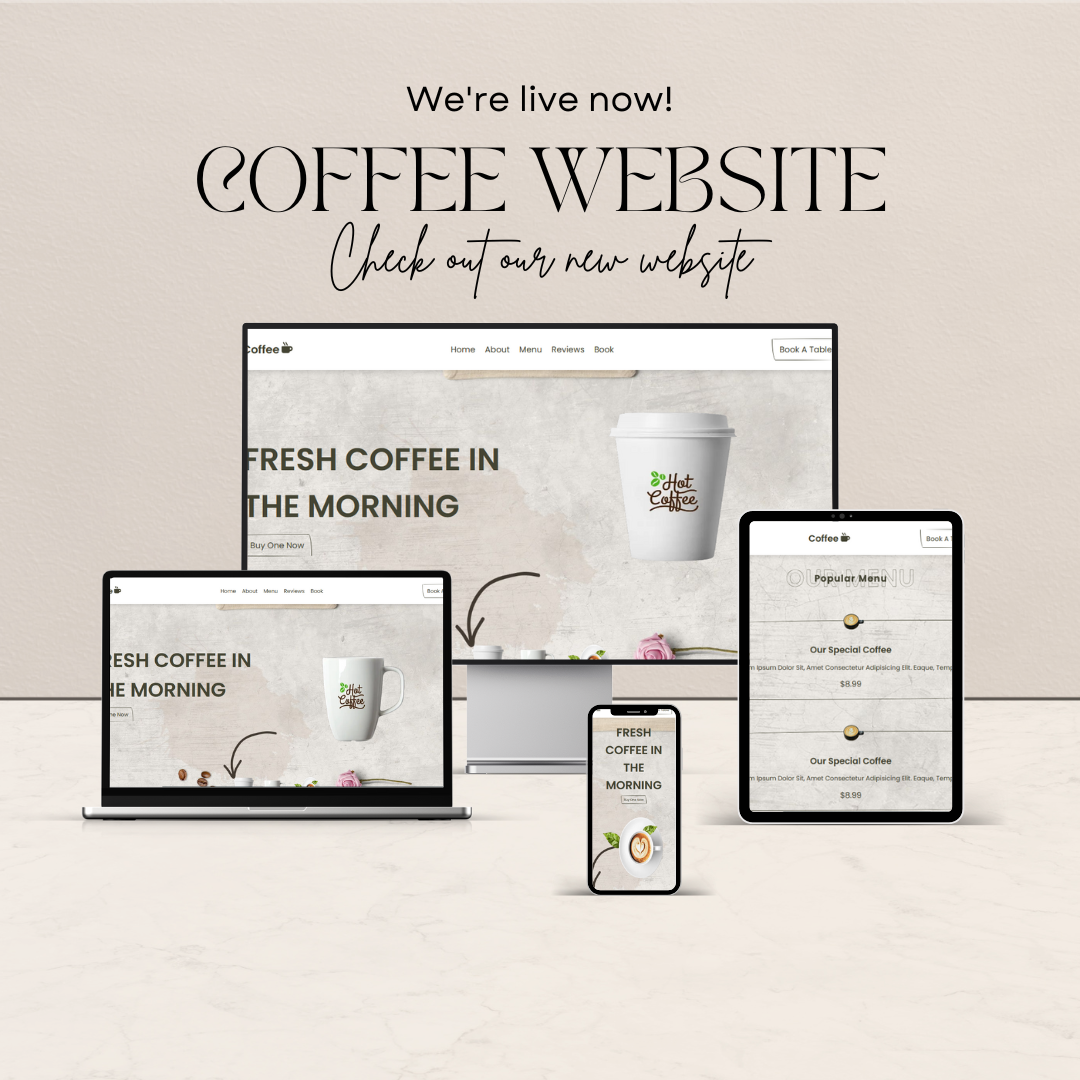 We're live now!
COFFEE WEBSITE
Check out our new website
Coffee
Home About Menu Reviews Book
Book A Table
FRESH COFFEE IN
THE MORNING
Buy One Now
Hot
Coffee
Home About Menu Reviews Book
Book
RESH COFFEE IN
HE MORNING
e Now
Hot
Coffee
FRESH
COFFEE IN
THE
MORNING
Buy One Now
Coffee
Book A T
OUR MENU
Popular Menu
Our Special Coffee
m Ipsum Dolor Sit, Amet Consectetur Adipisicing Elit. Eaque, Temp
$8.99
Our Special Coffee
m Ipsum Dolor Sit, Amet Consectetur Adipisicing Elit. Eaque, Temp
$8.99